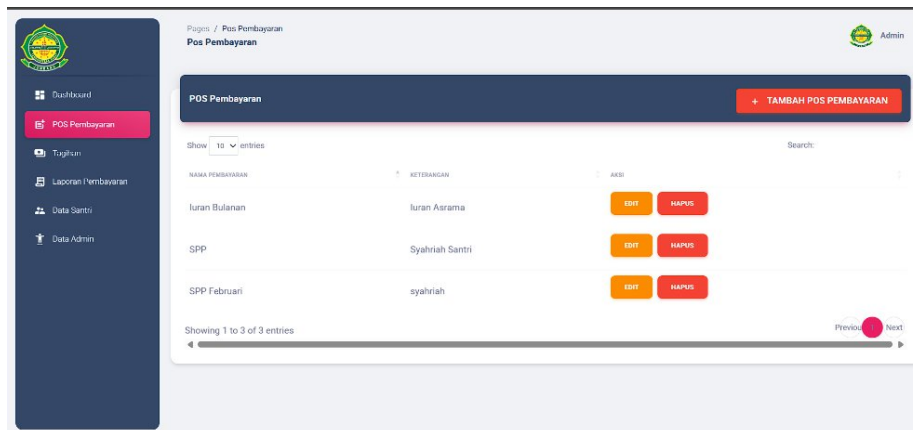 Pages / Pos Pembayaran
Pos Pembayaran
Admin
Dashboard
POS Pembayaran
Tagihan
Laporan Pembayaran
Data Santri
Data Admin
POS Pembayaran
+ TAMBAH POS PEMBAYARAN
Show 10 entries
Search:
NAMA PEMBAYARAN KETERANGAN AKSI
Iuran Bulanan Iuran Asrama EDIT HAPUS
SPP Syahriah Santri EDIT HAPUS
SPP Februari syahriah EDIT HAPUS
Showing 1 to 3 of 3 entries
Previou 1 Next